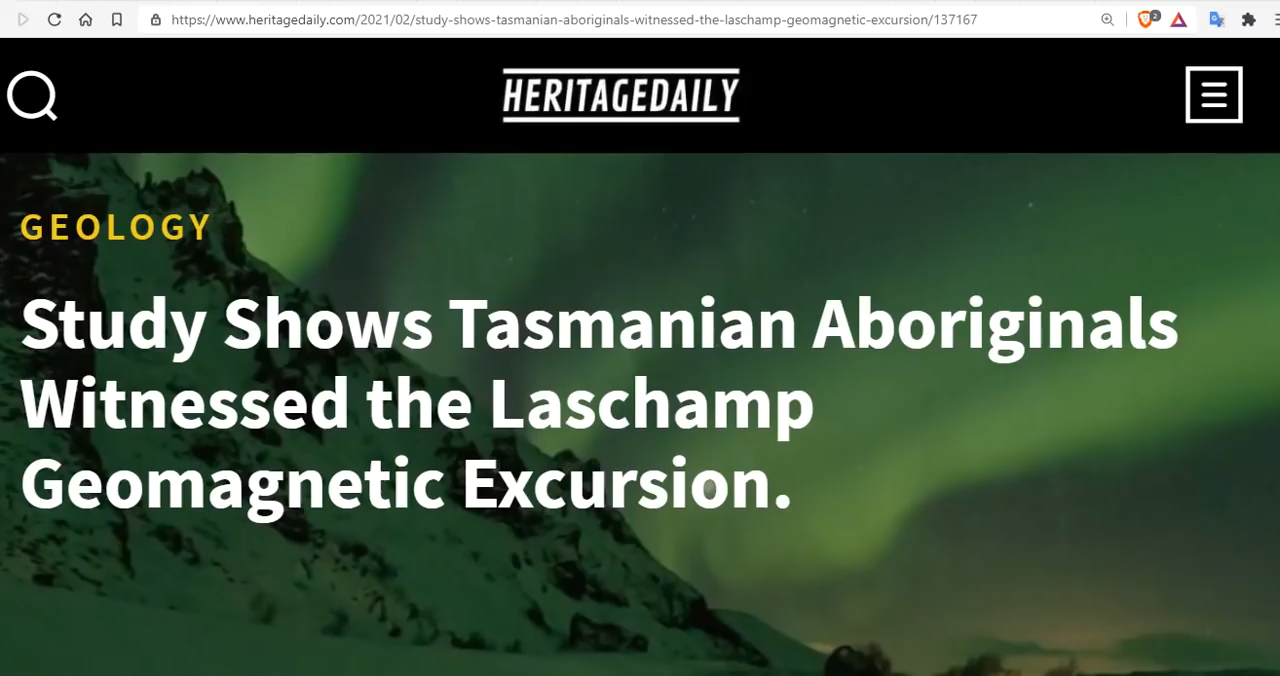 https://www.heritagedaily.com/2021/02/study-shows-tasmanian-aboriginals-witnessed-the-laschamp-geomagnetic-excursion/137167
2
HERITAGEDAILY
GEOLOGY
Study Shows Tasmanian Aboriginals
Witnessed the Laschamp
Geomagnetic Excursion.